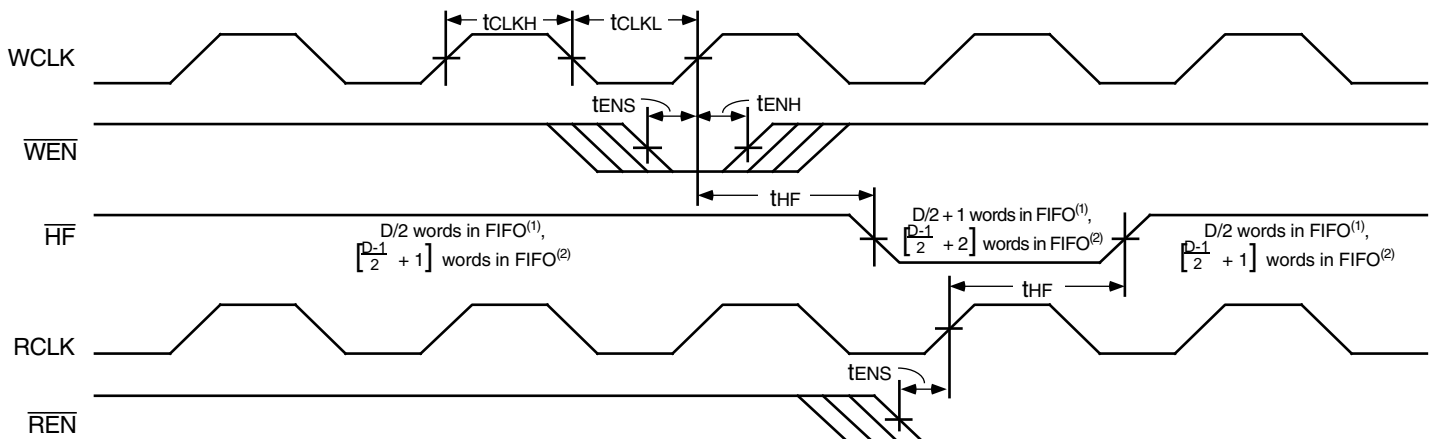 tCLKH
tCLKL
WCLK
tENS
tENH
WEN
tHF
HF
D/2 words in FIFO(1),
[D-1/2 + 1] words in FIFO(2)
D/2 + 1 words in FIFO(1),
[D-1/2 + 2] words in FIFO(2)
D/2 words in FIFO(1),
[D-1/2 + 1] words in FIFO(2)
tHF
RCLK
tENS
REN